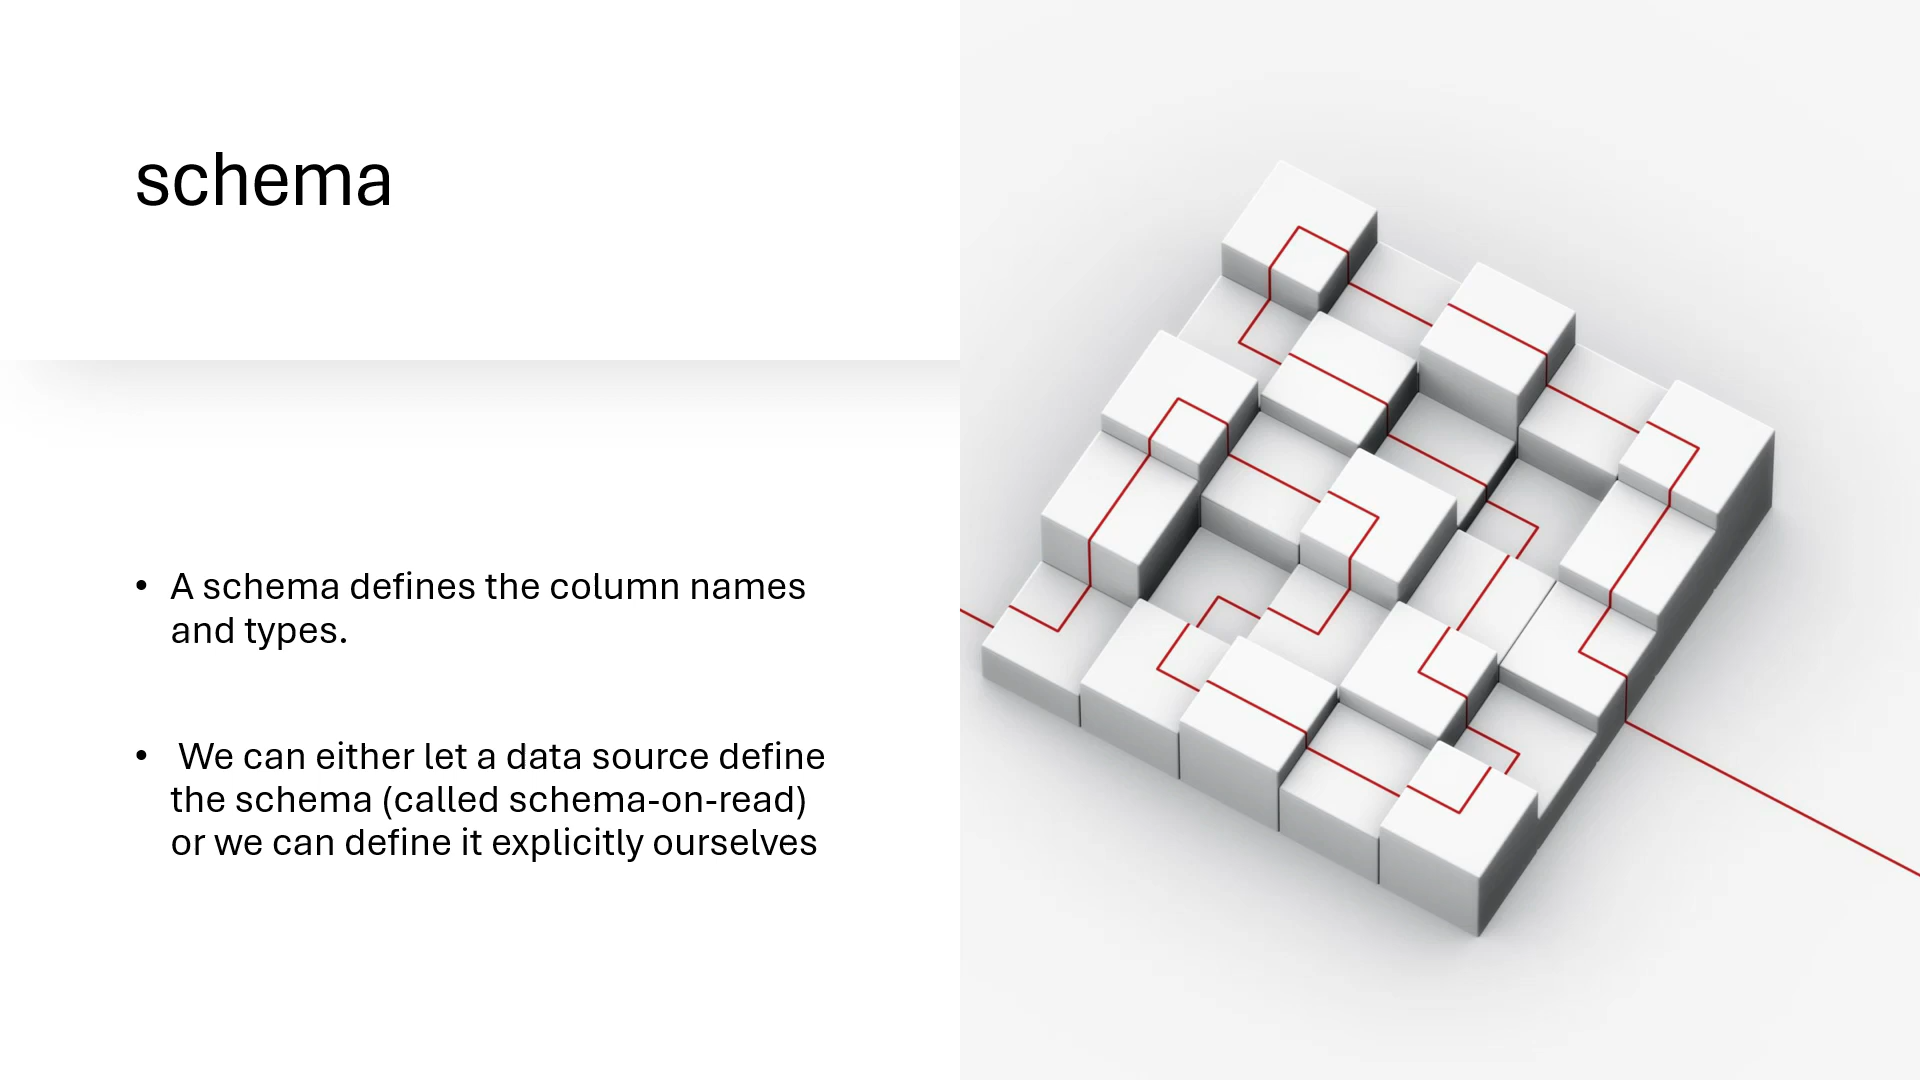 schema
• A schema defines the column names
and types.
• We can either let a data source define
the schema (called schema-on-read)
or we can define it explicitly ourselves